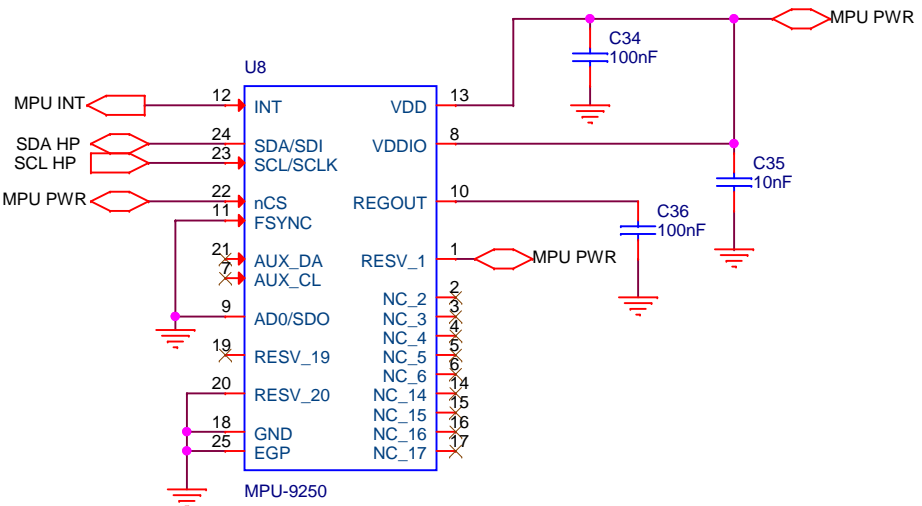 MPU PWR
C34
100nF
U8
MPU INT
12
INT
VDD
13
SDA HP
24
SDA/SDI
VDDIO
8
SCL HP
23
SCL/SCLK
C35
10nF
MPU PWR
22
nCS
REGOUT
10
11
FSYNC
C36
100nF
21
AUX_DA
RESV_1
1
MPU PWR
7
AUX_CL
NC_2
2
NC_3
3
9
AD0/SDO
NC_4
4
19
RESV_19
NC_5
5
NC_6
6
20
RESV_20
NC_14
14
NC_15
15
18
GND
NC_16
16
25
EGP
NC_17
17
MPU-9250